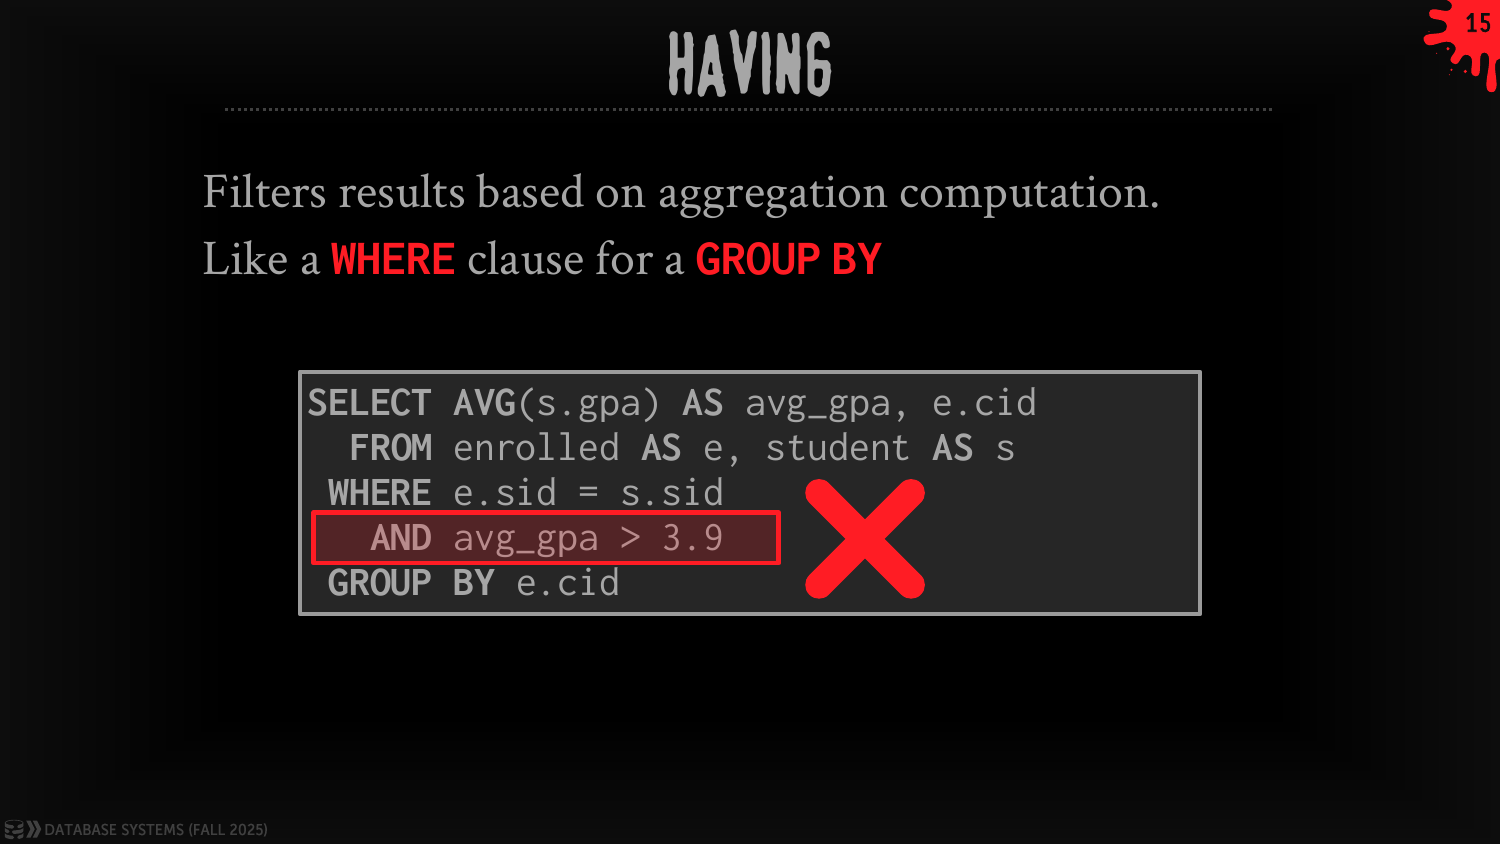 HAVING
15
Filters results based on aggregation computation.
Like a WHERE clause for a GROUP BY
SELECT AVG(s.gpa) AS avg_gpa, e.cid
FROM enrolled AS e, student AS s
WHERE e.sid = s.sid
AND avg_gpa > 3.9
GROUP BY e.cid
DATABASE SYSTEMS (FALL 2025)